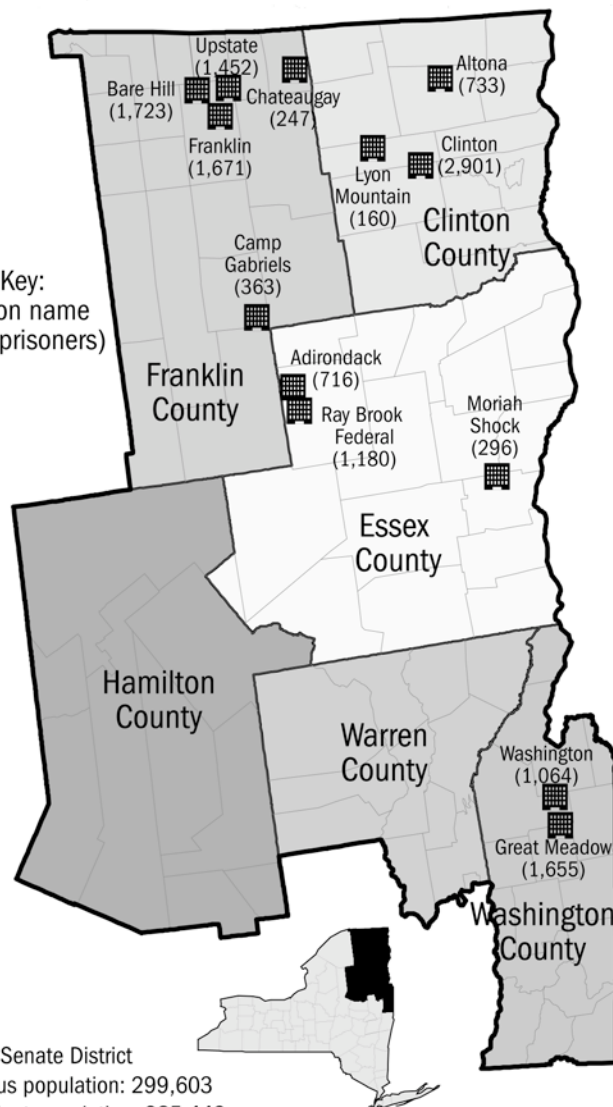 Upstate
(1,452)
Bare Hill
(1,723)
Chateaugay
(247)
Franklin
(1,671)
Altona
(733)
Clinton
(2,901)
Lyon
Mountain
(160)
Clinton
County
Camp
Gabriels
(363)
Key:
name
prisoners)
Franklin
County
Adirondack
(716)
Ray Brook
Federal
(1,180)
Moriah
Shock
(296)
Essex
County
Hamilton
County
Warren
County
Washington
(1,064)
Great Meadow
(1,655)
Washington
County
Senate District
population: 299,603